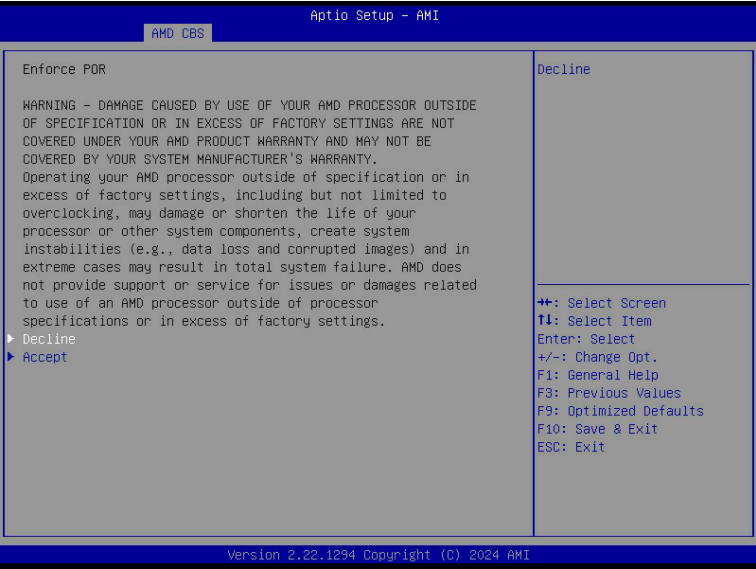 Aptio Setup – AMI
AMD CBS
Enforce POR
WARNING – DAMAGE CAUSED BY USE OF YOUR AMD PROCESSOR OUTSIDE
OF SPECIFICATION OR IN EXCESS OF FACTORY SETTINGS ARE NOT
COVERED UNDER YOUR AMD PRODUCT WARRANTY AND MAY NOT BE
COVERED BY YOUR SYSTEM MANUFACTURER'S WARRANTY.
Operating your AMD processor outside of specification or in
excess of factory settings, including but not limited to
overclocking, may damage or shorten the life of your
processor or other system components, create system
instabilities (e.g., data loss and corrupted images) and in
extreme cases may result in total system failure. AMD does
not provide support or service for issues or damages related
to use of an AMD processor outside of processor
specifications or in excess of factory settings.
Decline
Accept
Decline
→←: Select Screen
↑↓: Select Item
Enter: Select
+/–: Change Opt.
F1: General Help
F3: Previous Values
F9: Optimized Defaults
F10: Save & Exit
ESC: Exit
Version 2.22.1294 Copyright (C) 2024 AMI